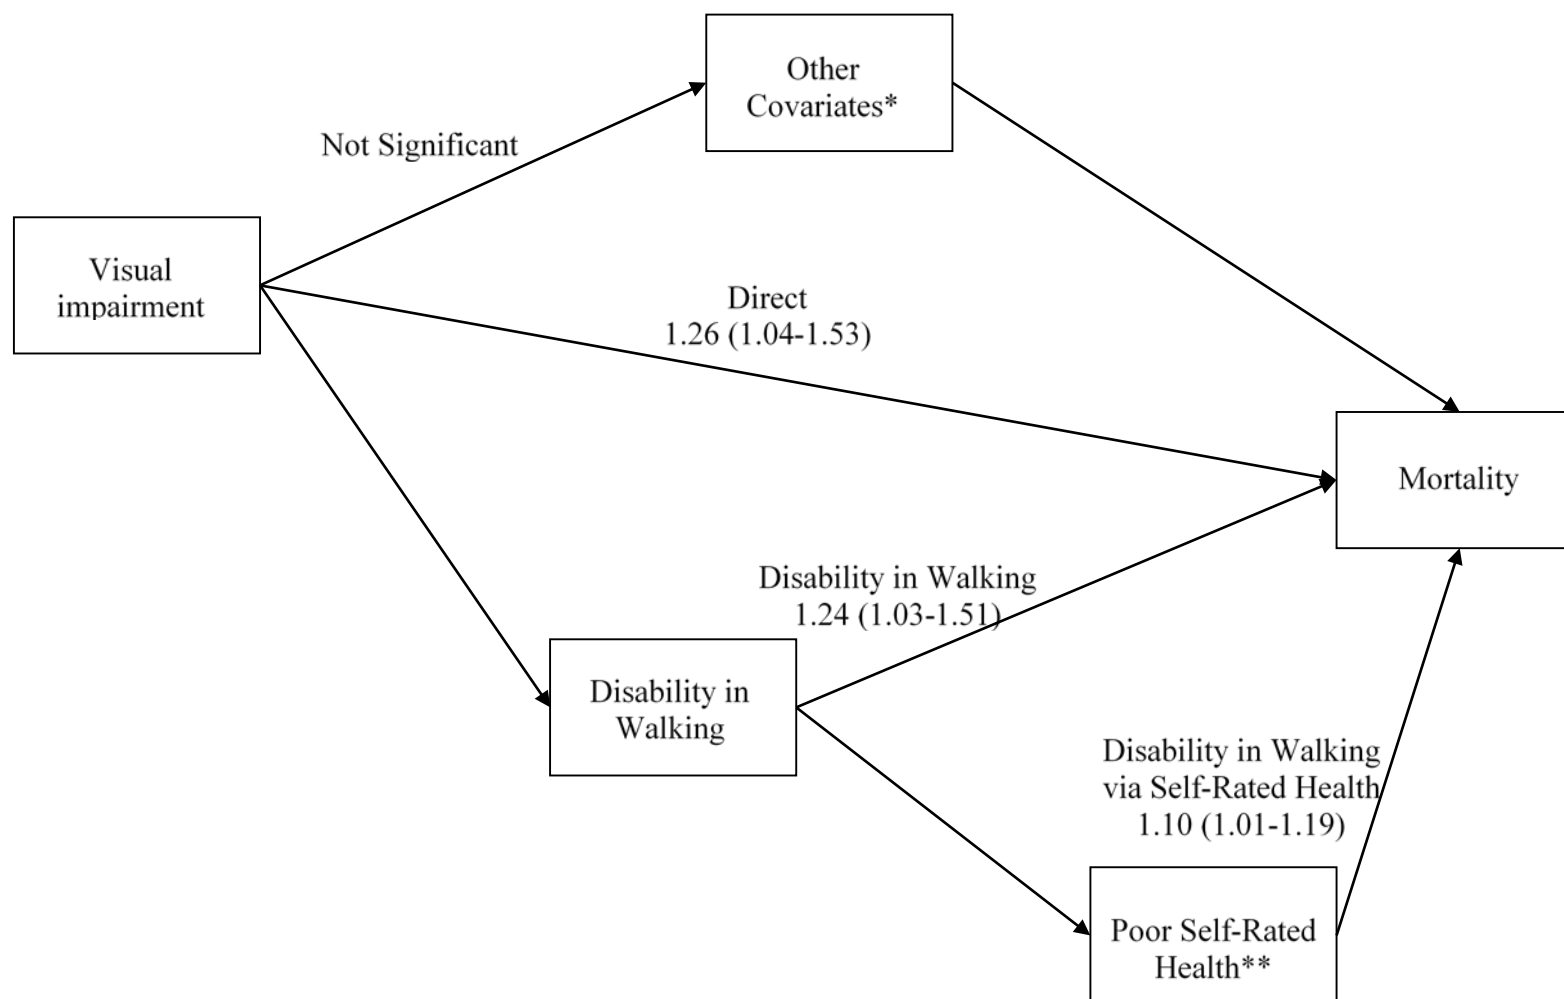 Other
Covariates*
Not Significant
Visual
impairment
Direct
1.26 (1.04-1.53)
Mortality
Disability in Walking
1.24 (1.03-1.51)
Disability in
Walking
Disability in Walking
via Self-Rated Health
1.10 (1.01-1.19)
Poor Self-Rated
Health**